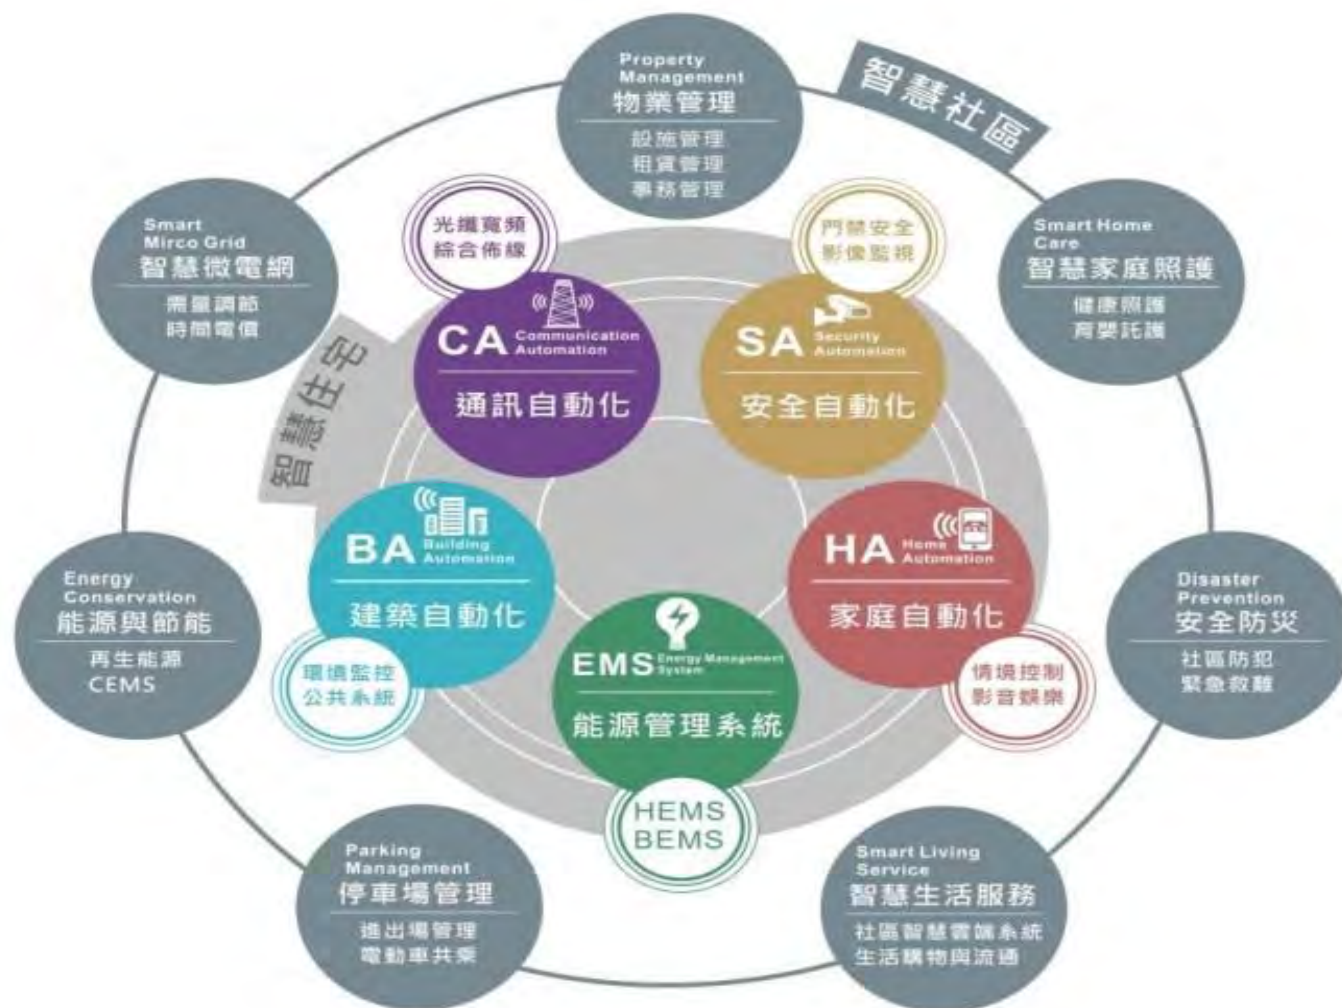 Property
Management
物業管理
設施管理
租賃管理
事務管理
智慧社區
Smart
Mirco Grid
智慧微電網
需量調節
時間電價
光纖寬頻
綜合佈線
門禁安全
影像監視
Smart Home
Care
智慧家庭照護
健康照護
育嬰託護
智慧住宅
CA Communication
Automation
通訊自動化
SA Security
Automation
安全自動化
BA Building
Automation
建築自動化
HA Home
Automation
家庭自動化
Energy
Conservation
能源與節能
再生能源
CEMS
環境監控
公共系統
EMS Energy Management
System
能源管理系統
情境控制
影音娛樂
Disaster
Prevention
安全防災
社區防犯
緊急救難
HEMS
BEMS
Parking
Management
停車場管理
進出場管理
電動車共乘
Smart Living
Service
智慧生活服務
社區智慧雲端系統
生活購物與流通